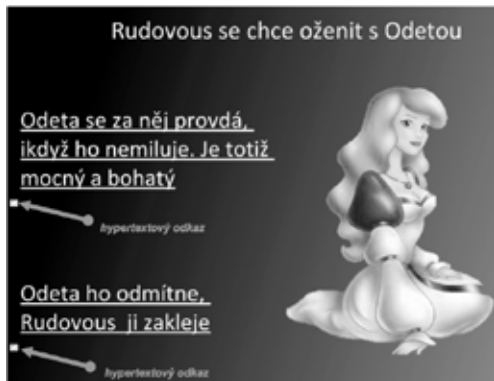 Rudovous se chce oženit s Odetou
Odeta se za něj provdá,
ikdyž ho nemiluje. Je totiž
mocný a bohatý
hypertextový odkaz
Odeta ho odmítne,
Rudovous ji zakleje
hypertextový odkaz